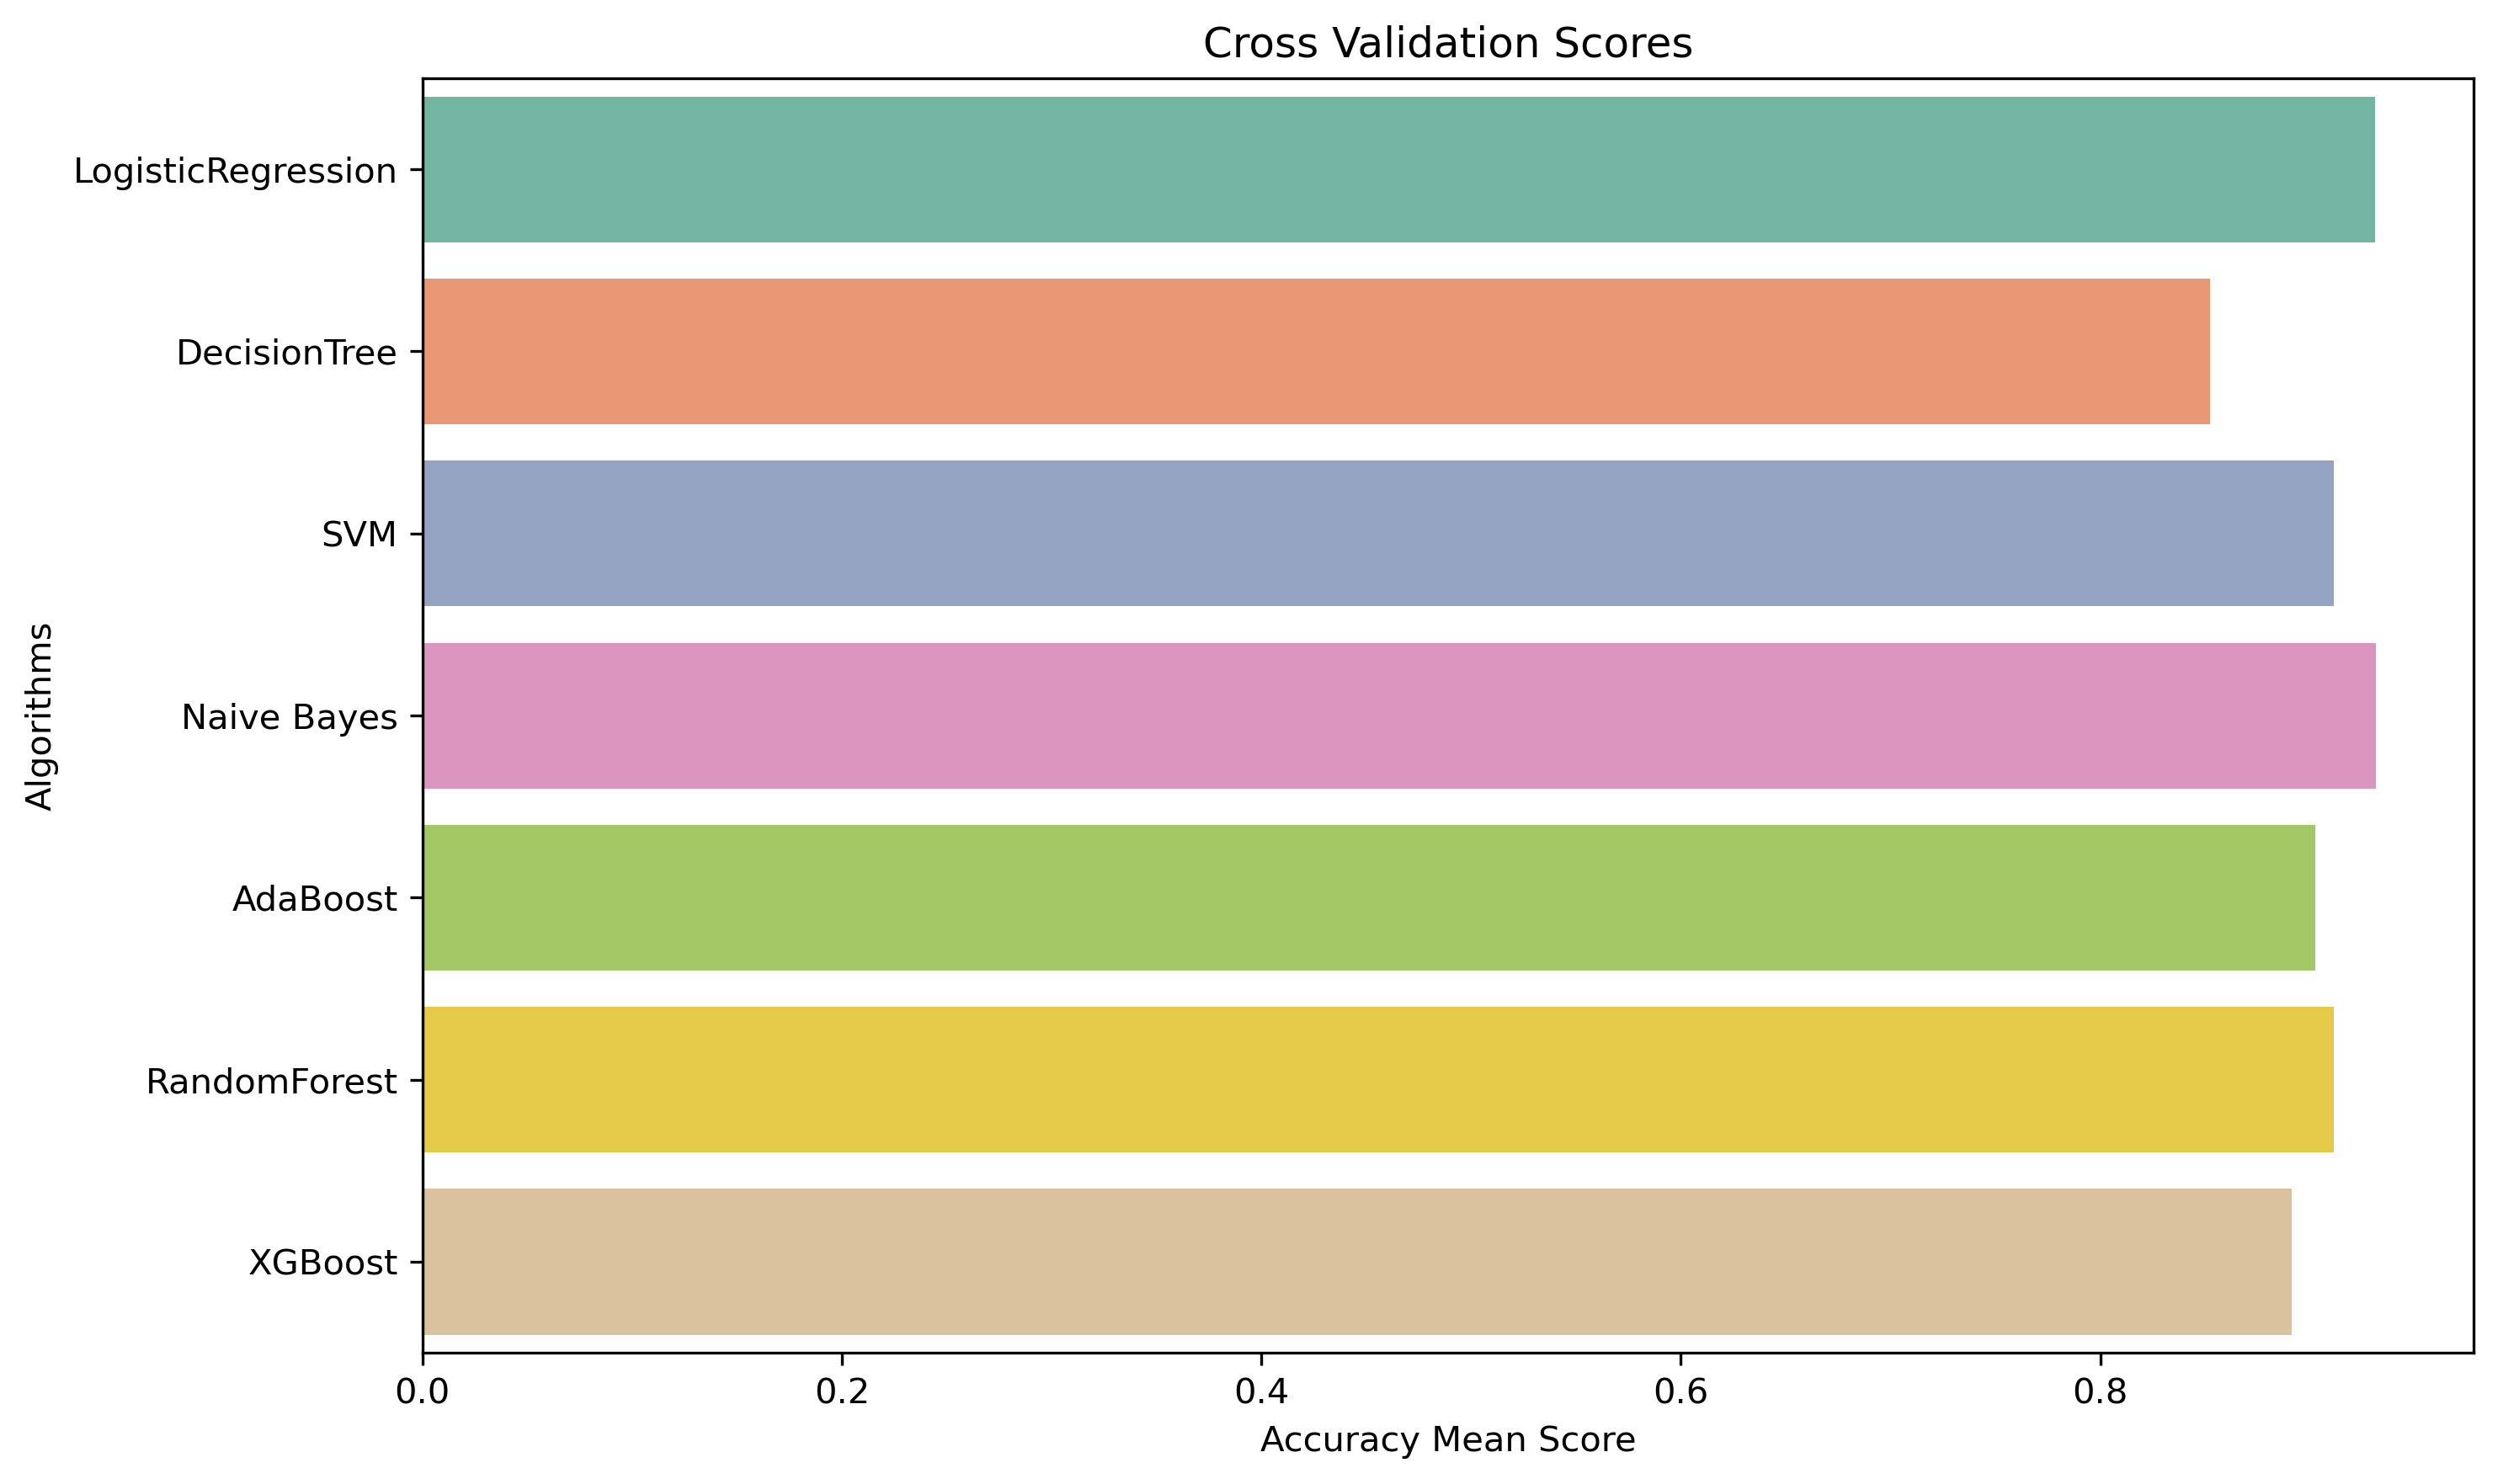 Cross Validation Scores
Algorithms
LogisticRegression
DecisionTree
SVM
Naive Bayes
AdaBoost
RandomForest
XGBoost
0.0 0.2 0.4 0.6 0.8
Accuracy Mean Score